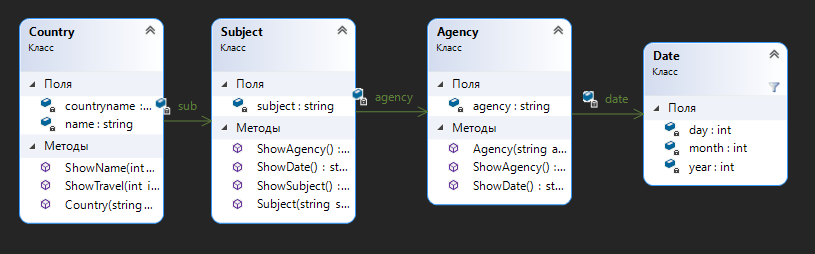 Country
Класс
Поля
countryname : ...
name : string
Методы
ShowName(int ...
ShowTravel(int i...
Country(string ...
sub
Subject
Класс
Поля
subject : string
Методы
ShowAgency() : ...
ShowDate() : st...
ShowSubject() : ...
Subject(string s...
agency
Agency
Класс
Поля
agency : string
Методы
Agency(string a...
ShowAgency() : ...
ShowDate() : st...
date
Date
Класс
Поля
day : int
month : int
year : int